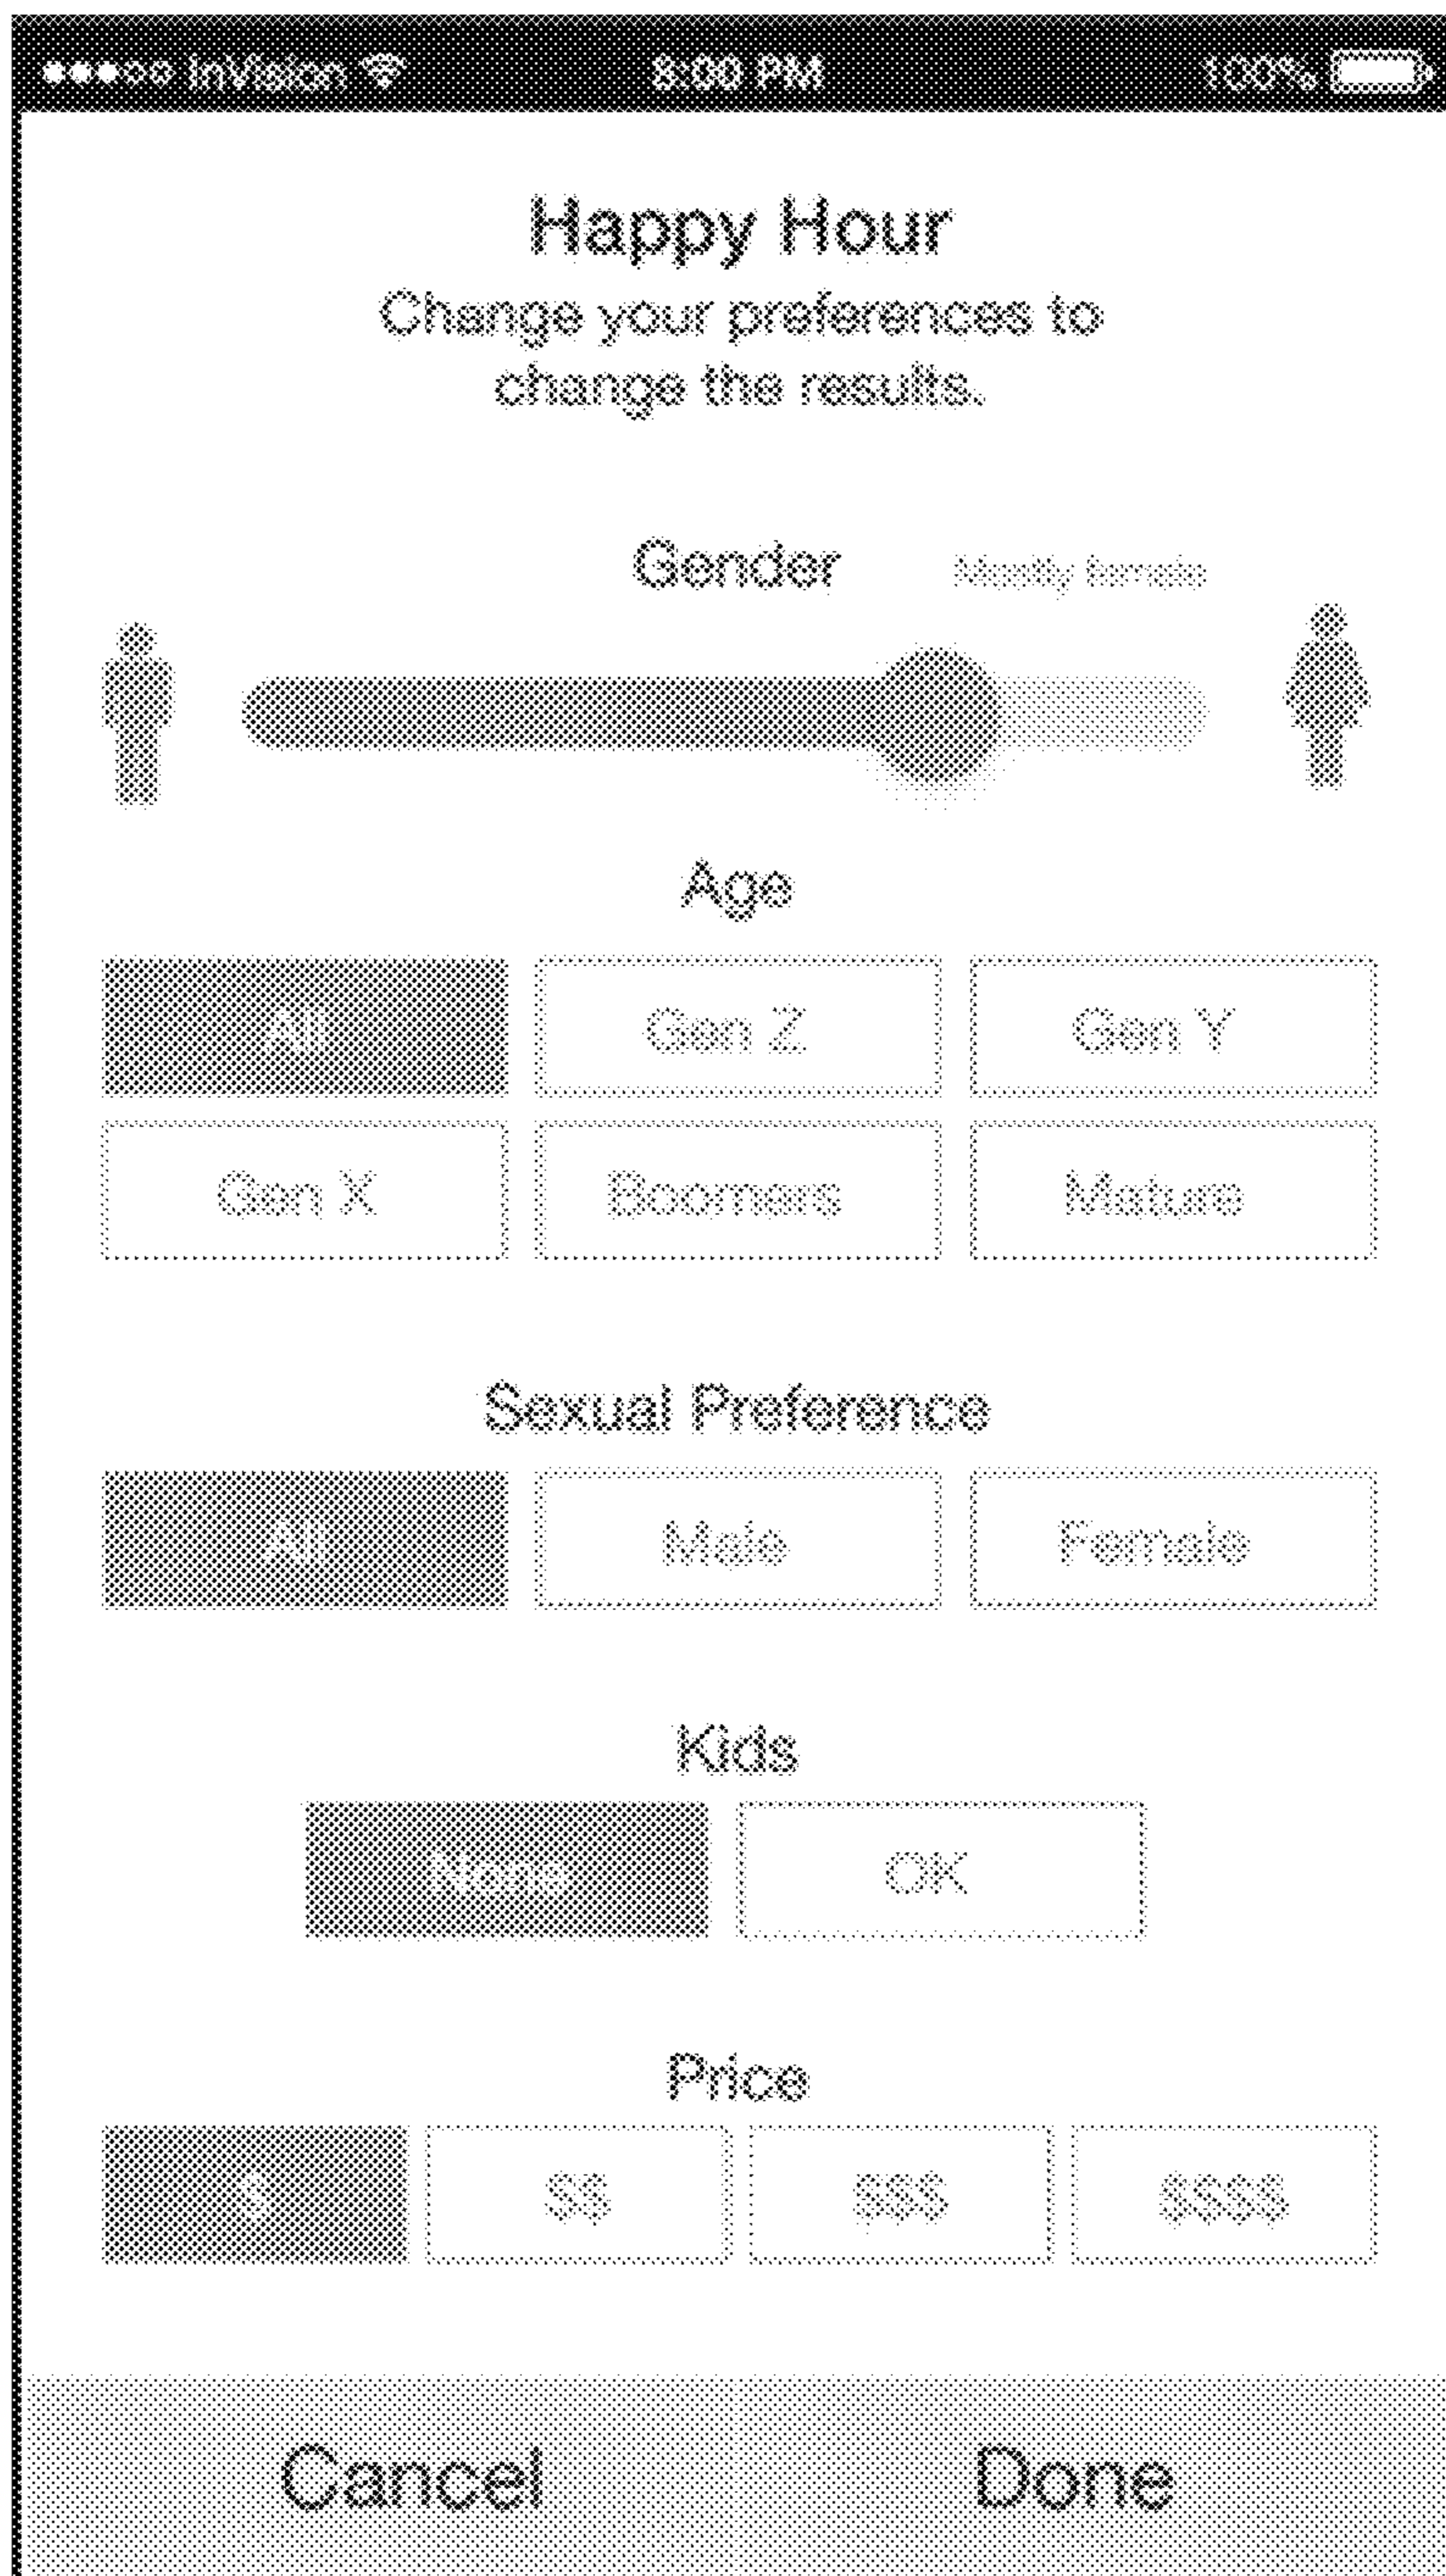 InVision 8:00 PM 100%
Happy Hour
Change your preferences to
change the results.
Gender Mostly female
Age
All Gen Z Gen Y
Gen X Boomers Mature
Sexual Preference
All Male Female
Kids
None OK
Price
$ $$ $$$ $$$$
Cancel Done